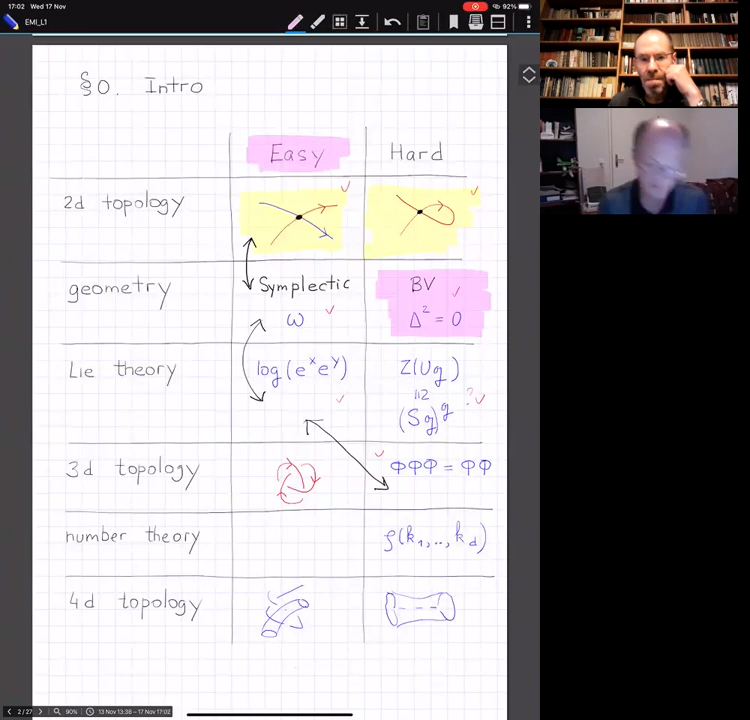 17:02 Wed 17 Nov
92%
EMI_L1
§0. Intro
Easy Hard
2d topology
geometry Symplectic BV
ω Δ² = 0
Lie theory log(eˣeʸ) Z(Ug)
(Sg)ᵍ
?
3d topology ΦΦΦ = ΦΦ
number theory ζ(k₁,..,k_d)
4d topology
2/27 90% 13 Nov 13:38 – 17 Nov 17:02